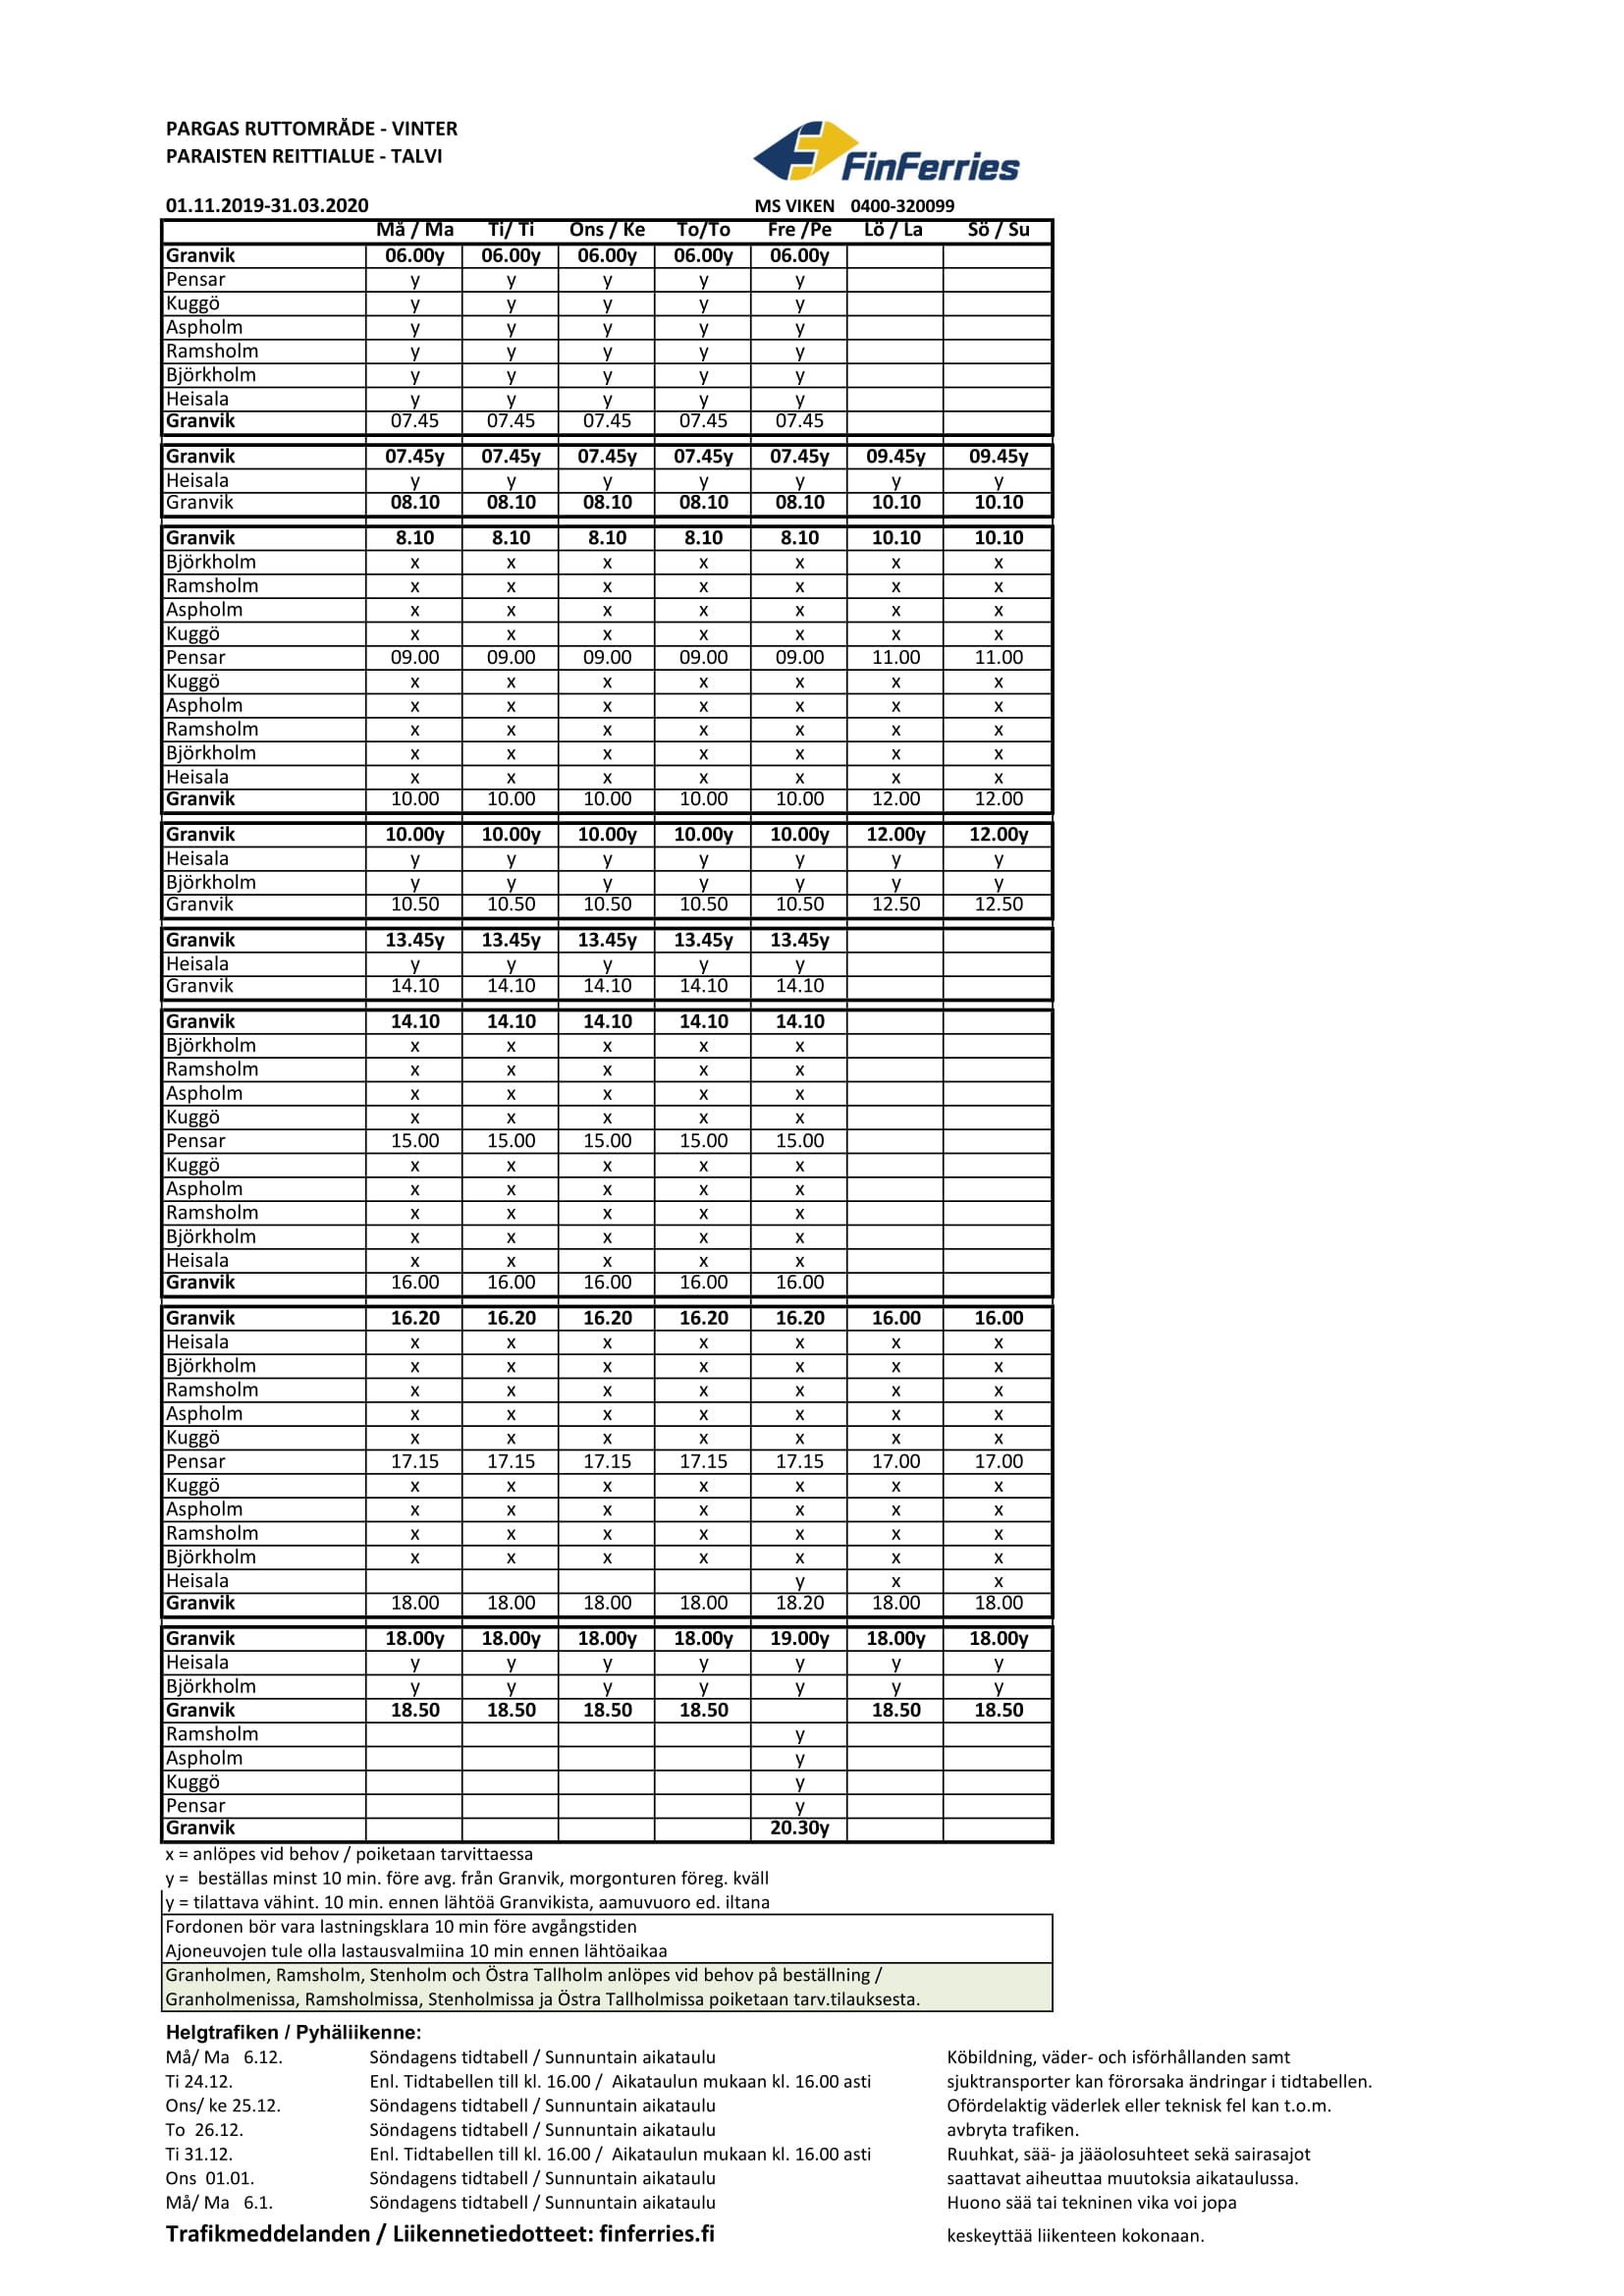 PARGAS RUTTOMRÅDE - VINTER
PARAISTEN REITTIALUE - TALVI
FinFerries
01.11.2019-31.03.2020 MS VIKEN 0400-320099
Må / Ma Ti/ Ti Ons / Ke To/To Fre /Pe Lö / La Sö / Su
Granvik 06.00y 06.00y 06.00y 06.00y 06.00y
Pensar y y y y y
Kuggö y y y y y
Aspholm y y y y y
Ramsholm y y y y y
Björkholm y y y y y
Heisala y y y y y
Granvik 07.45 07.45 07.45 07.45 07.45
Granvik 07.45y 07.45y 07.45y 07.45y 07.45y 09.45y 09.45y
Heisala y y y y y y y
Granvik 08.10 08.10 08.10 08.10 08.10 10.10 10.10
Granvik 8.10 8.10 8.10 8.10 8.10 10.10 10.10
Björkholm x x x x x x x
Ramsholm x x x x x x x
Aspholm x x x x x x x
Kuggö x x x x x x x
Pensar 09.00 09.00 09.00 09.00 09.00 11.00 11.00
Kuggö x x x x x x x
Aspholm x x x x x x x
Ramsholm x x x x x x x
Björkholm x x x x x x x
Heisala x x x x x x x
Granvik 10.00 10.00 10.00 10.00 10.00 12.00 12.00
Granvik 10.00y 10.00y 10.00y 10.00y 10.00y 12.00y 12.00y
Heisala y y y y y y y
Björkholm y y y y y y y
Granvik 10.50 10.50 10.50 10.50 10.50 12.50 12.50
Granvik 13.45y 13.45y 13.45y 13.45y 13.45y
Heisala y y y y y
Granvik 14.10 14.10 14.10 14.10 14.10
Granvik 14.10 14.10 14.10 14.10 14.10
Björkholm x x x x x
Ramsholm x x x x x
Aspholm x x x x x
Kuggö x x x x x
Pensar 15.00 15.00 15.00 15.00 15.00
Kuggö x x x x x
Aspholm x x x x x
Ramsholm x x x x x
Björkholm x x x x x
Heisala x x x x x
Granvik 16.00 16.00 16.00 16.00 16.00
Granvik 16.20 16.20 16.20 16.20 16.20 16.00 16.00
Heisala x x x x x x x
Björkholm x x x x x x x
Ramsholm x x x x x x x
Aspholm x x x x x x x
Kuggö x x x x x x x
Pensar 17.15 17.15 17.15 17.15 17.15 17.00 17.00
Kuggö x x x x x x x
Aspholm x x x x x x x
Ramsholm x x x x x x x
Björkholm x x x x x x x
Heisala y x x
Granvik 18.00 18.00 18.00 18.00 18.20 18.00 18.00
Granvik 18.00y 18.00y 18.00y 18.00y 19.00y 18.00y 18.00y
Heisala y y y y y y y
Björkholm y y y y y y y
Granvik 18.50 18.50 18.50 18.50 18.50 18.50
Ramsholm y
Aspholm y
Kuggö y
Pensar y
Granvik 20.30y
x = anlöpes vid behov / poiketaan tarvittaessa
y = beställas minst 10 min. före avg. från Granvik, morgonturen föreg. kväll
y = tilattava vähint. 10 min. ennen lähtöä Granvikista, aamuvuoro ed. iltana
Fordonen bör vara lastningsklara 10 min före avgångstiden
Ajoneuvojen tule olla lastausvalmiina 10 min ennen lähtöaikaa
Granholmen, Ramsholm, Stenholm och Östra Tallholm anlöpes vid behov på beställning /
Granholmenissa, Ramsholmissa, Stenholmissa ja Östra Tallholmissa poiketaan tarv.tilauksesta.
Helgtrafiken / Pyhäliikenne:
Må/ Ma 6.12. Söndagens tidtabell / Sunnuntain aikataulu
Ti 24.12. Enl. Tidtabellen till kl. 16.00 / Aikataulun mukaan kl. 16.00 asti
Ons/ ke 25.12. Söndagens tidtabell / Sunnuntain aikataulu
To 26.12. Söndagens tidtabell / Sunnuntain aikataulu
Ti 31.12. Enl. Tidtabellen till kl. 16.00 / Aikataulun mukaan kl. 16.00 asti
Ons 01.01. Söndagens tidtabell / Sunnuntain aikataulu
Må/ Ma 6.1. Söndagens tidtabell / Sunnuntain aikataulu
Trafikmeddelanden / Liikennetiedotteet: finferries.fi
Köbildning, väder- och isförhållanden samt
sjuktransporter kan förorsaka ändringar i tidtabellen.
Ofördelaktig väderlek eller teknisk fel kan t.o.m.
avbryta trafiken.
Ruuhkat, sää- ja jääolosuhteet sekä sairasajot
saattavat aiheuttaa muutoksia aikataulussa.
Huono sää tai tekninen vika voi jopa
keskeyttää liikenteen kokonaan.